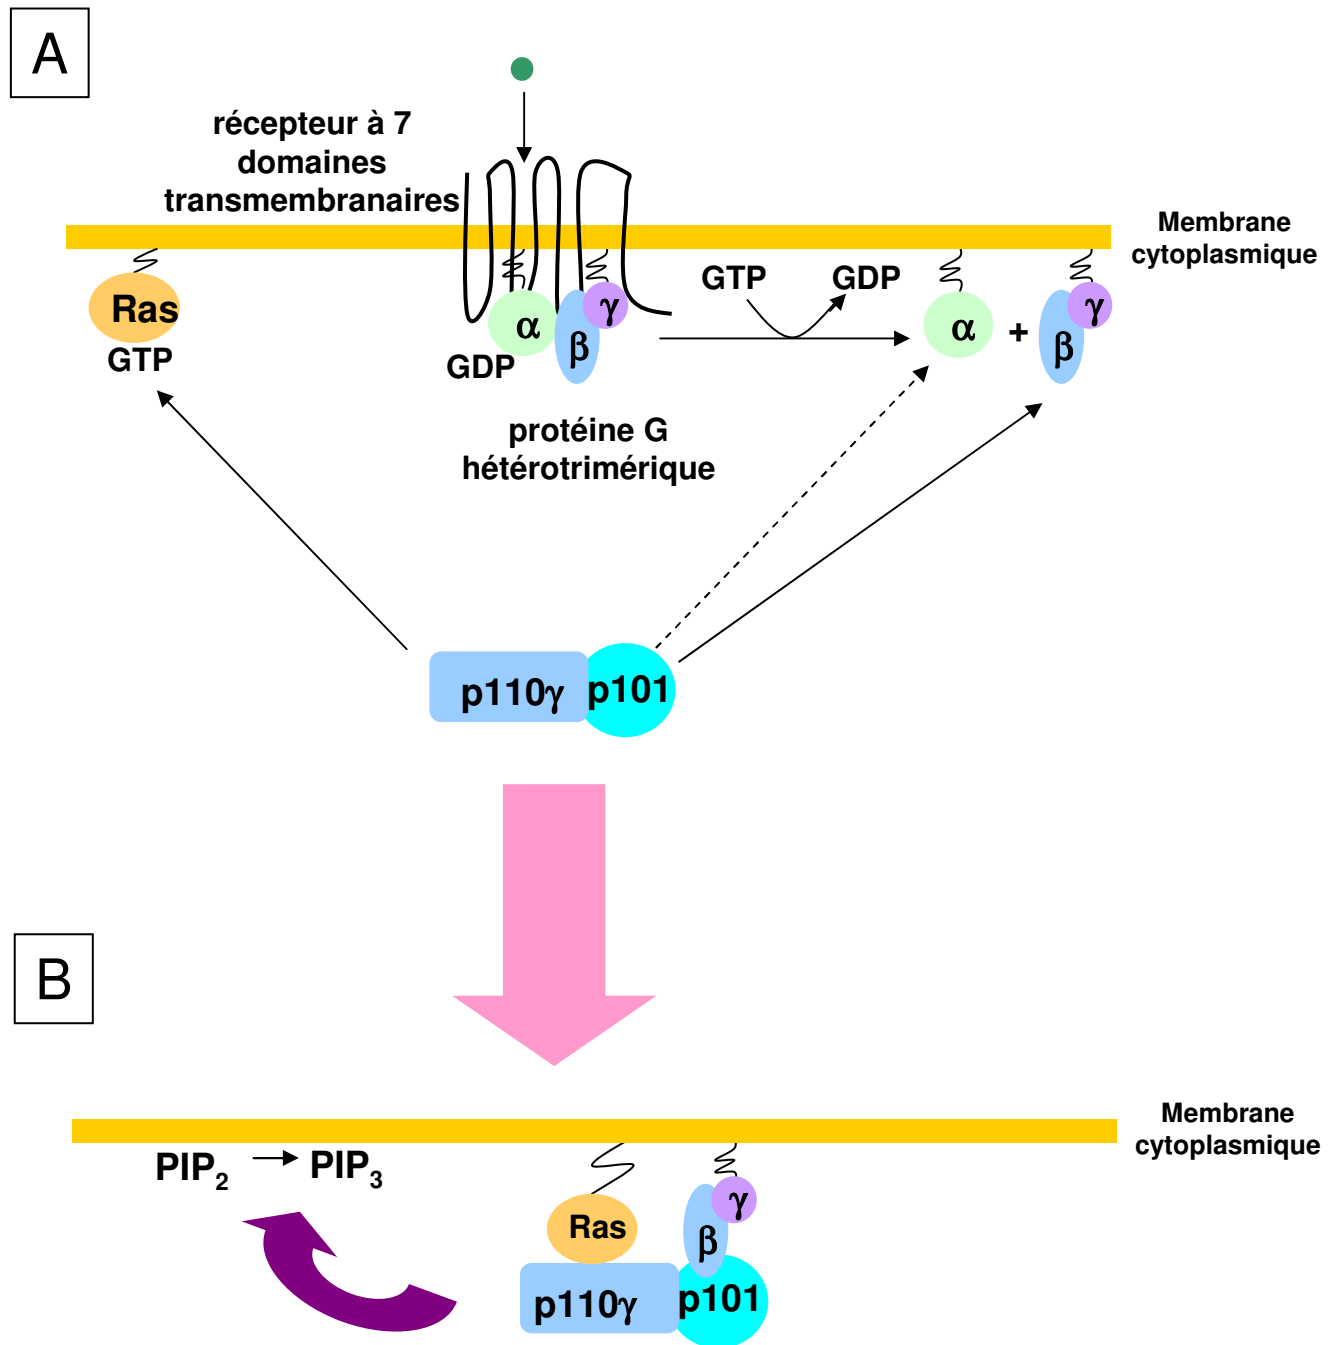 A
récepteur à 7
domaines
transmembranaires
Membrane
cytoplasmique
Ras
GTP
α
β
γ
GDP
GTP
GDP
α
+
β
γ
protéine G
hétérotrimérique
p110γ
p101
B
Membrane
cytoplasmique
PIP2
PIP3
Ras
γ
β
p110γ
p101